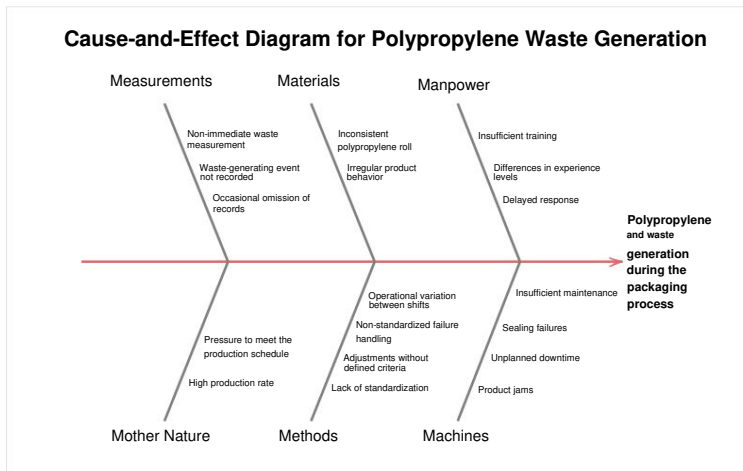 Cause-and-Effect Diagram for Polypropylene Waste Generation
Measurements
Materials
Manpower
Non-immediate waste
measurement
Waste-generating event
not recorded
Occasional omission of
records
Inconsistent
polypropylene roll
Irregular product
behavior
Insufficient training
Differences in experience
levels
Delayed response
Polypropylene
and waste
generation
during the
packaging
process
Pressure to meet the
production schedule
High production rate
Operational variation
between shifts
Non-standardized failure
handling
Adjustments without
defined criteria
Lack of standardization
Insufficient maintenance
Sealing failures
Unplanned downtime
Product jams
Mother Nature
Methods
Machines